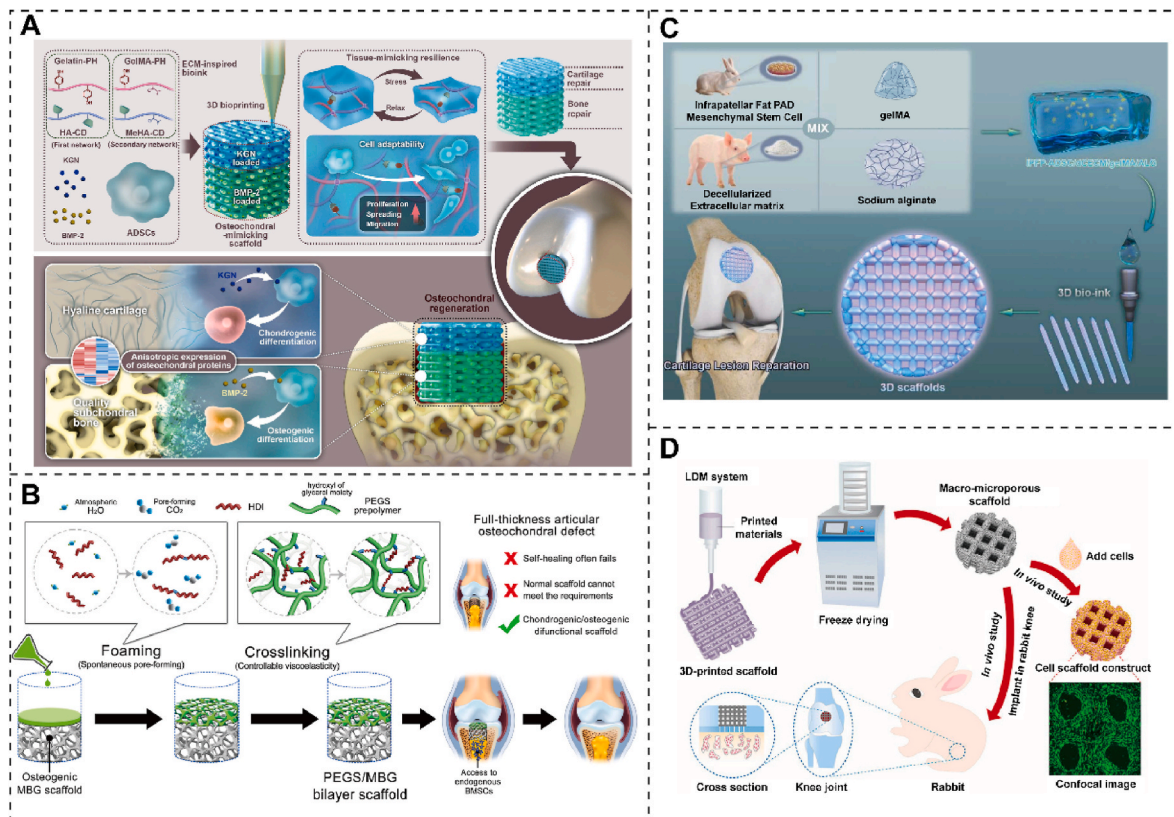 A
Gelatin-PH
GelMA-PH
HA-CD
MeHA-CD
(First network)
(Secondary network)
KGN
BMP-2
ADSCs
ECM-inspired
bioink
3D bioprinting
KGN
loaded
BMP-2
loaded
Osteochondral
-mimicking
scaffold
Tissue-mimicking resilience
Stress
Relax
Cell adaptability
Proliferation
Spreading
Migration
Cartilage
repair
Bone
repair
Hyaline cartilage
KGN
Chondrogenic
differentiation
Anisotropic expression
of osteochondral proteins
Quality
subchondral
bone
BMP-2
Osteogenic
differentiation
Osteochondral
regeneration
B
Atmospheric
H2O
Pore-forming
CO2
HDI
hydroxyl of
glycerol moiety
PEGS
prepolymer
Foaming
(Spontaneous pore-forming)
Crosslinking
(Controllable viscoelasticity)
Full-thickness articular
osteochondral defect
Self-healing often fails
Normal scaffold cannot
meet the requirements
Chondrogenic/osteogenic
difunctional scaffold
Osteogenic
MBG scaffold
PEGS/MBG
bilayer scaffold
Access to
endogenous
BMSCs
C
Infrapatellar Fat PAD
Mesenchymal Stem Cell
gelMA
MIX
Decellularized
Extracellular matrix
Sodium alginate
3D bio-ink
3D scaffolds
Cartilage Lesion Reparation
D
LDM system
Printed
materials
3D-printed scaffold
Freeze drying
Macro-microporous
scaffold
Add cells
In vivo study
In vivo study
Implant in rabbit knee
Cell scaffold construct
Cross section
Knee joint
Rabbit
Confocal image